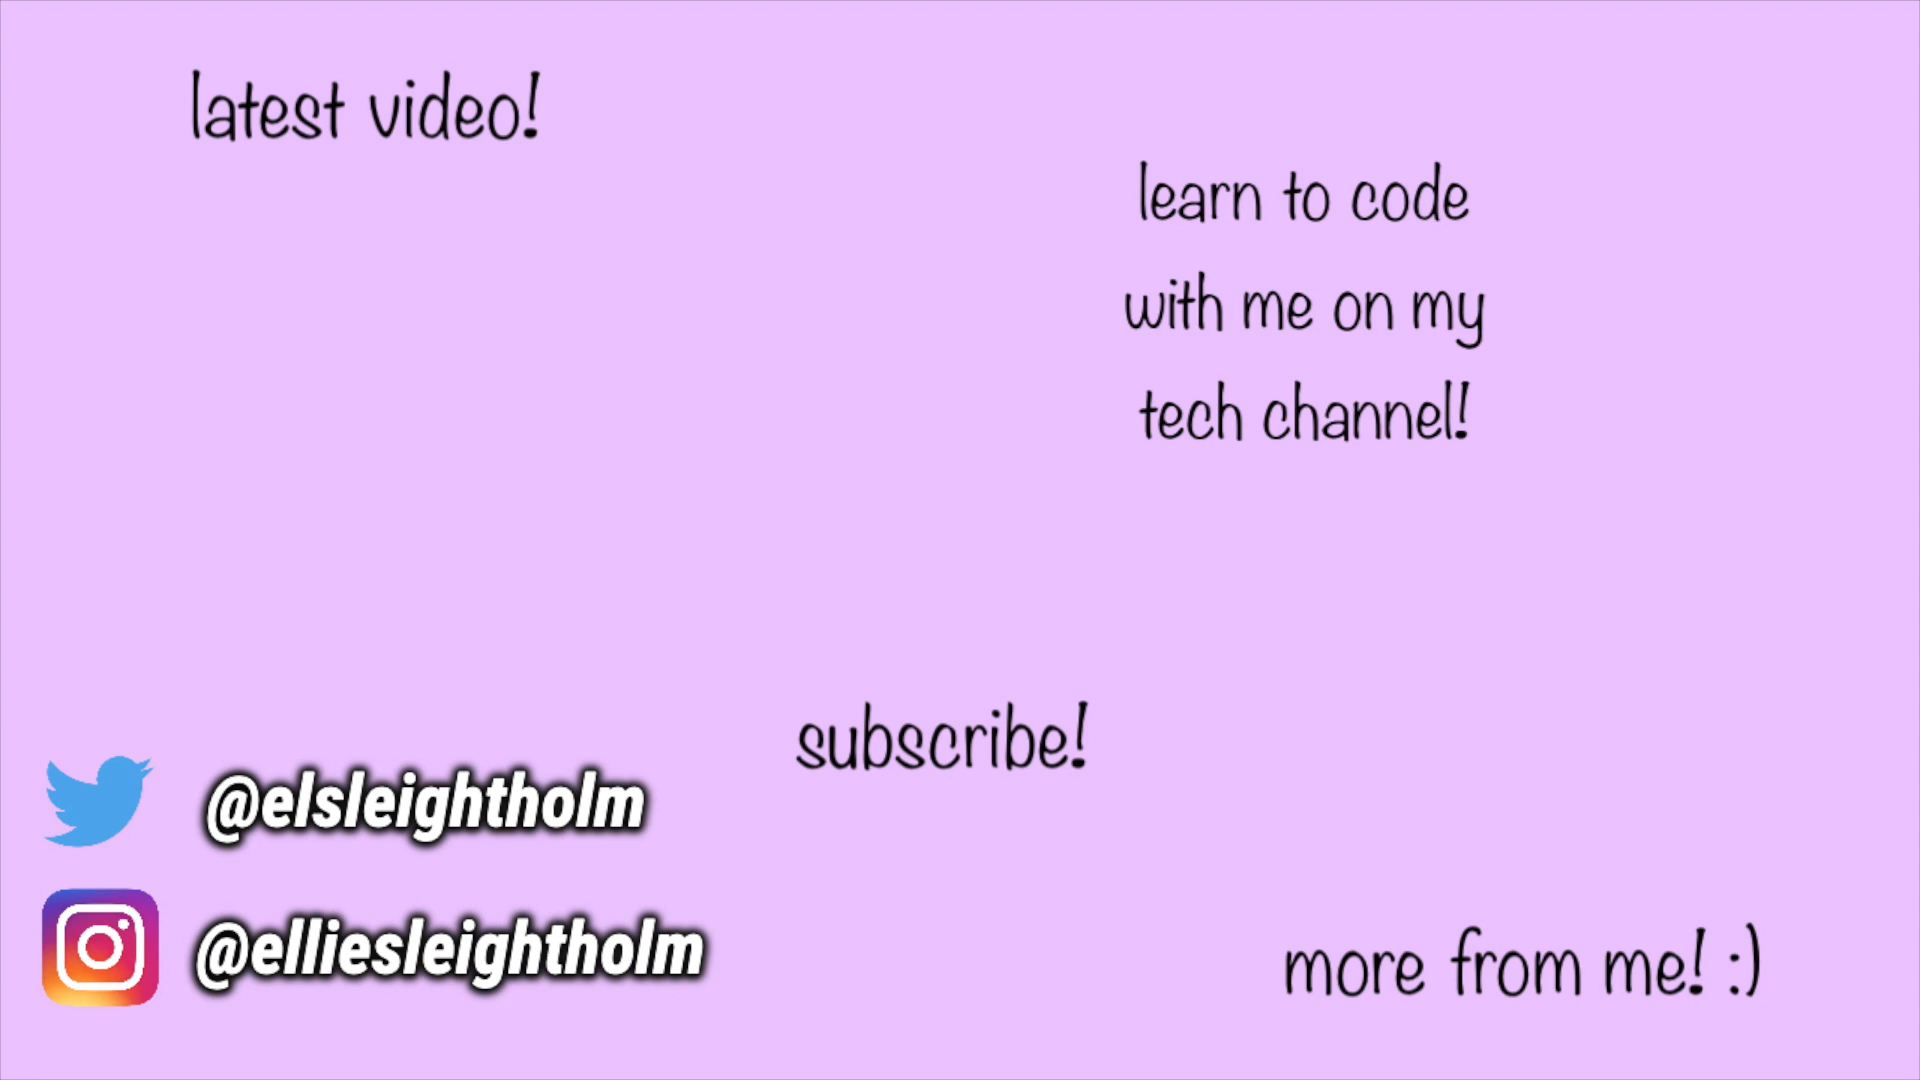 latest video!
learn to code
with me on my
tech channel!
subscribe!
@elsleightholm
@elliesleightholm
more from me! :)